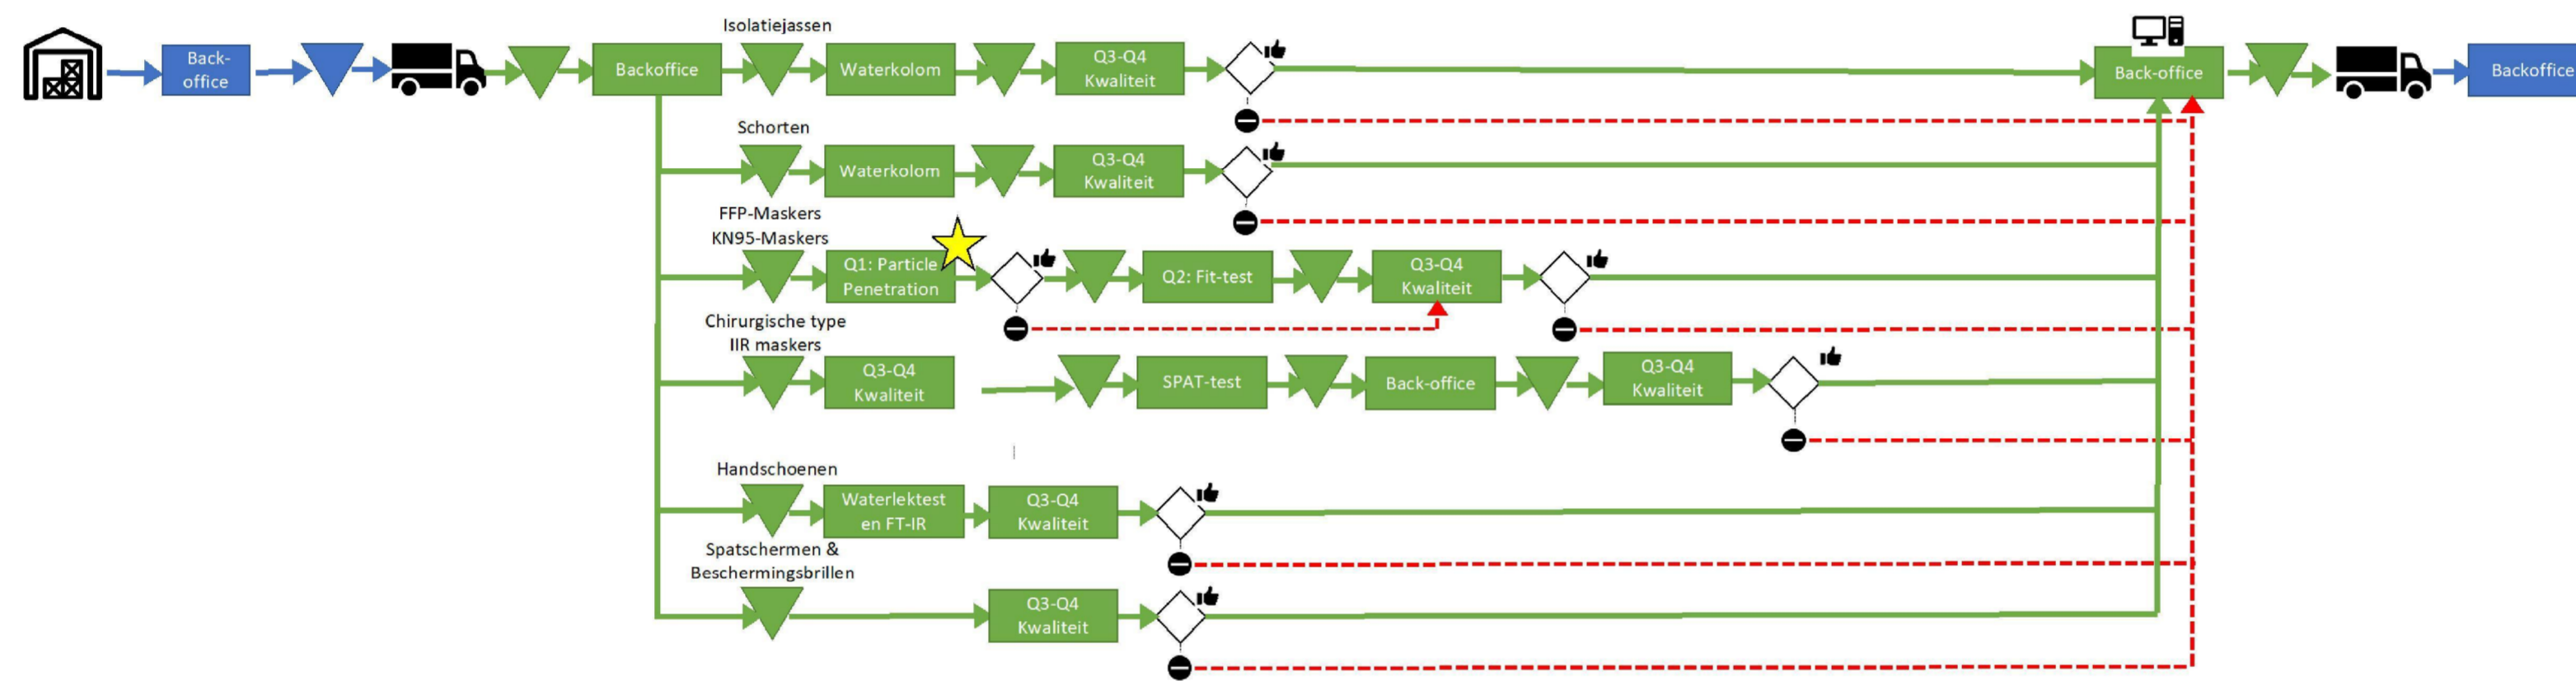 Back-
office
Backoffice
Isolatiejassen
Waterkolom
Q3-Q4
Kwaliteit
Back-office
Backoffice
Schorten
Waterkolom
Q3-Q4
Kwaliteit
FFP-Maskers
KN95-Maskers
Q1: Particle
Penetration
Q2: Fit-test
Q3-Q4
Kwaliteit
Chirurgische type
IIR maskers
Q3-Q4
Kwaliteit
SPAT-test
Back-office
Q3-Q4
Kwaliteit
Handschoenen
Waterlektest
en FT-IR
Q3-Q4
Kwaliteit
Spatschermen &
Beschermingsbrillen
Q3-Q4
Kwaliteit